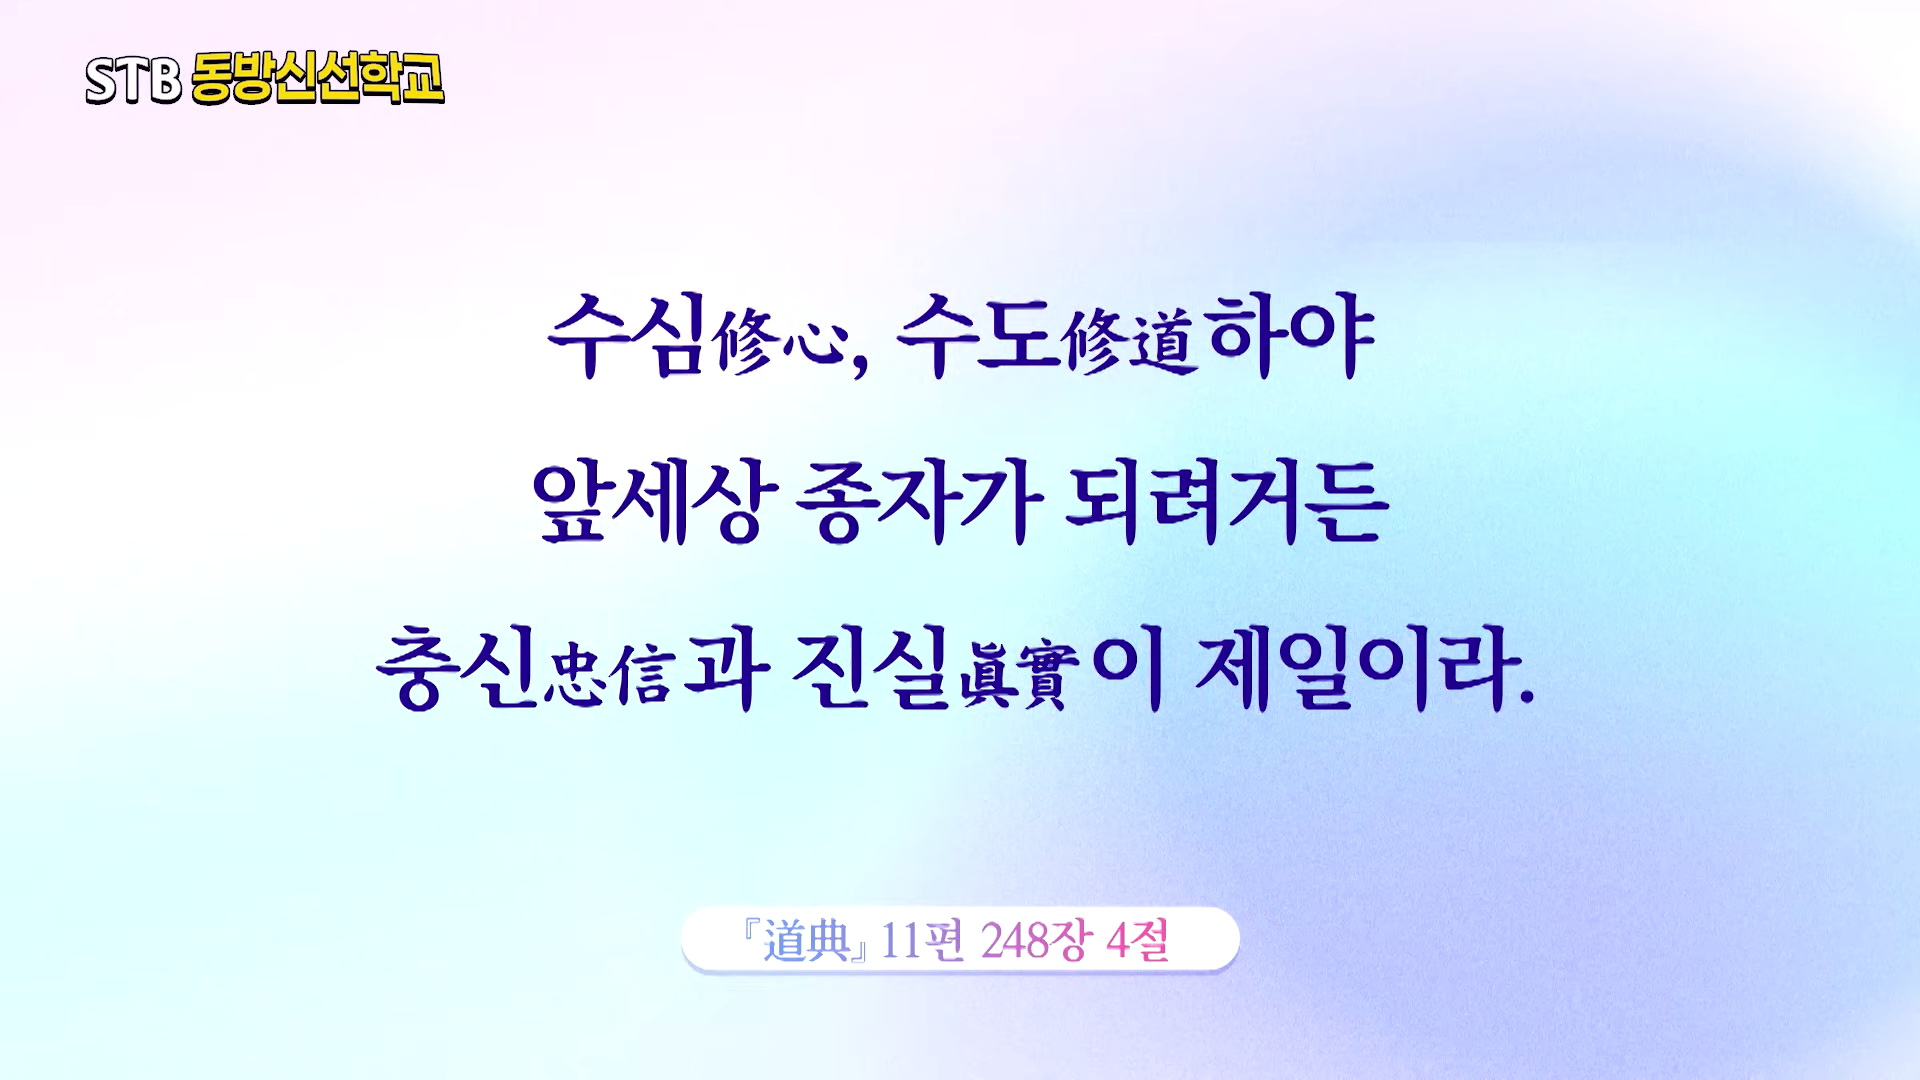 STB 동방신선학교
수심修心, 수도修道하야
앞세상 종자가 되려거든
충신忠信과 진실眞實이 제일이라.
『道典』 11편 248장 4절